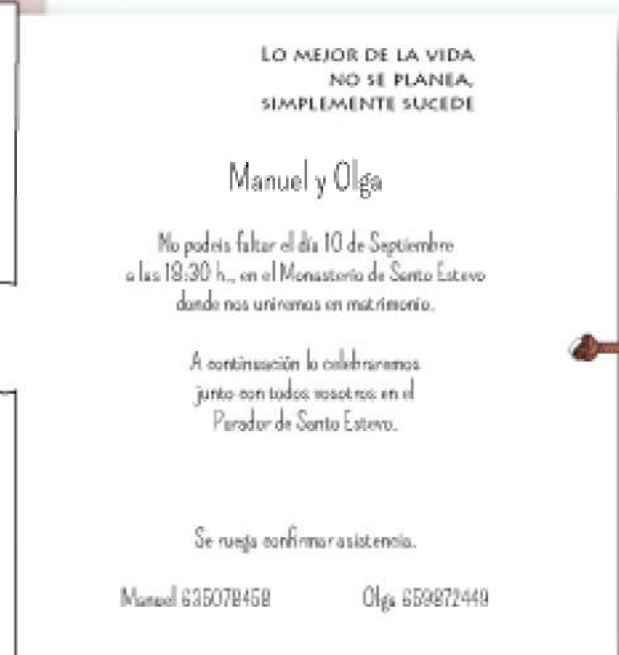 LO MEJOR DE LA VIDA
NO SE PLANEA,
SIMPLEMENTE SUCEDE
Manuel y Olga
No podeis faltar el día 10 de Septiembre
a las 18:30 h., en el Monasterio de Santo Estevo
donde nos uniremos en matrimonio.
A continuación lo celebraremos
junto con todos vosotros en el
Parador de Santo Estevo.
Se ruega confirmar asistencia.
Manuel 635078458 Olga 659872449